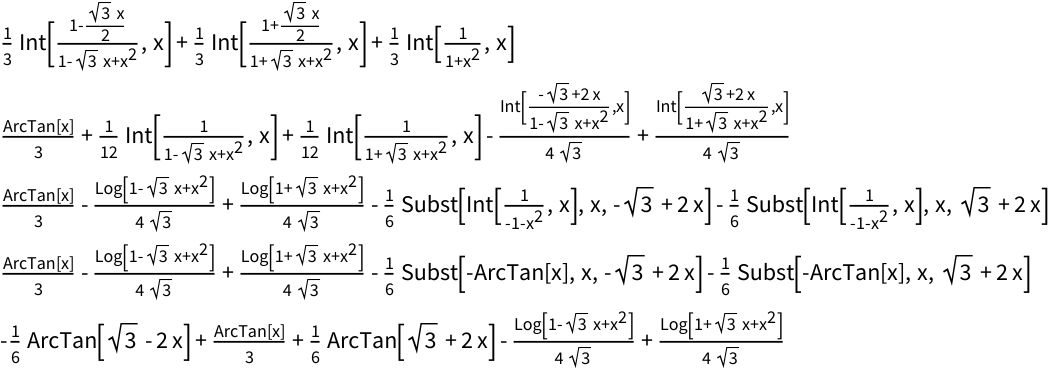 1/3 Int[(1-(√3 x)/2)/(1-√3 x+x^2), x] + 1/3 Int[(1+(√3 x)/2)/(1+√3 x+x^2), x] + 1/3 Int[1/(1+x^2), x]
ArcTan[x]/3 + 1/12 Int[1/(1-√3 x+x^2), x] + 1/12 Int[1/(1+√3 x+x^2), x] - Int[(-√3+2 x)/(1-√3 x+x^2),x]/(4 √3) + Int[(√3+2 x)/(1+√3 x+x^2),x]/(4 √3)
ArcTan[x]/3 - Log[1-√3 x+x^2]/(4 √3) + Log[1+√3 x+x^2]/(4 √3) - 1/6 Subst[Int[1/(-1-x^2), x], x, -√3 + 2 x] - 1/6 Subst[Int[1/(-1-x^2), x], x, √3 + 2 x]
ArcTan[x]/3 - Log[1-√3 x+x^2]/(4 √3) + Log[1+√3 x+x^2]/(4 √3) - 1/6 Subst[-ArcTan[x], x, -√3 + 2 x] - 1/6 Subst[-ArcTan[x], x, √3 + 2 x]
-1/6 ArcTan[√3 - 2 x] + ArcTan[x]/3 + 1/6 ArcTan[√3 + 2 x] - Log[1-√3 x+x^2]/(4 √3) + Log[1+√3 x+x^2]/(4 √3)